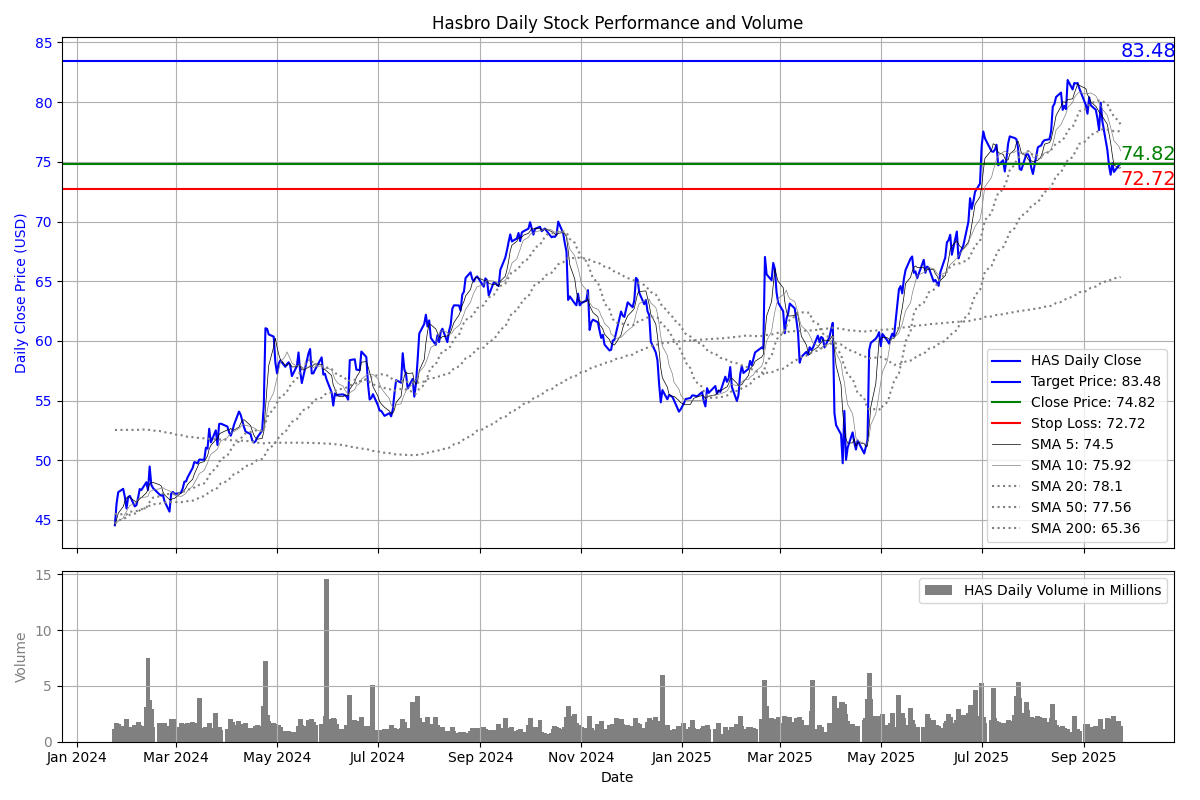 Hasbro Daily Stock Performance and Volume
Daily Close Price (USD)
85
80
75
70
65
60
55
50
45
83.48
74.82
72.72
HAS Daily Close
Target Price: 83.48
Close Price: 74.82
Stop Loss: 72.72
SMA 5: 74.5
SMA 10: 75.92
SMA 20: 78.1
SMA 50: 77.56
SMA 200: 65.36
Volume
15
10
5
0
HAS Daily Volume in Millions
Jan 2024 Mar 2024 May 2024 Jul 2024 Sep 2024 Nov 2024 Jan 2025 Mar 2025 May 2025 Jul 2025 Sep 2025
Date